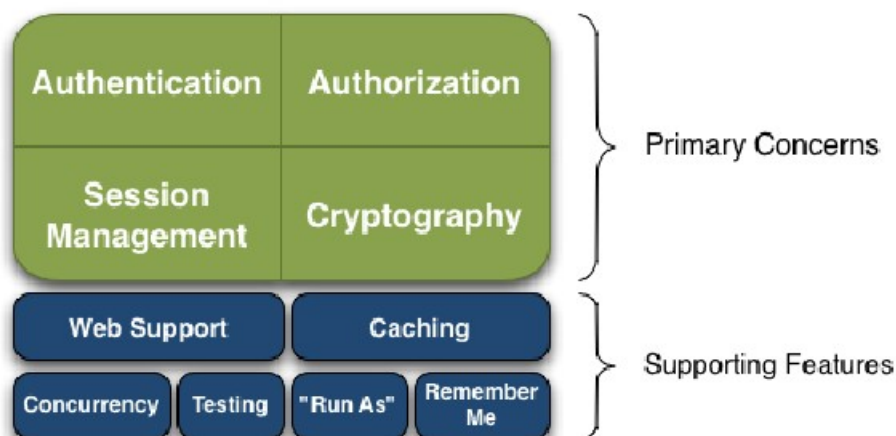 Authentication
Authorization
Primary Concerns
Session
Management
Cryptography
Web Support
Caching
Supporting Features
Concurrency
Testing
"Run As"
Remember
Me